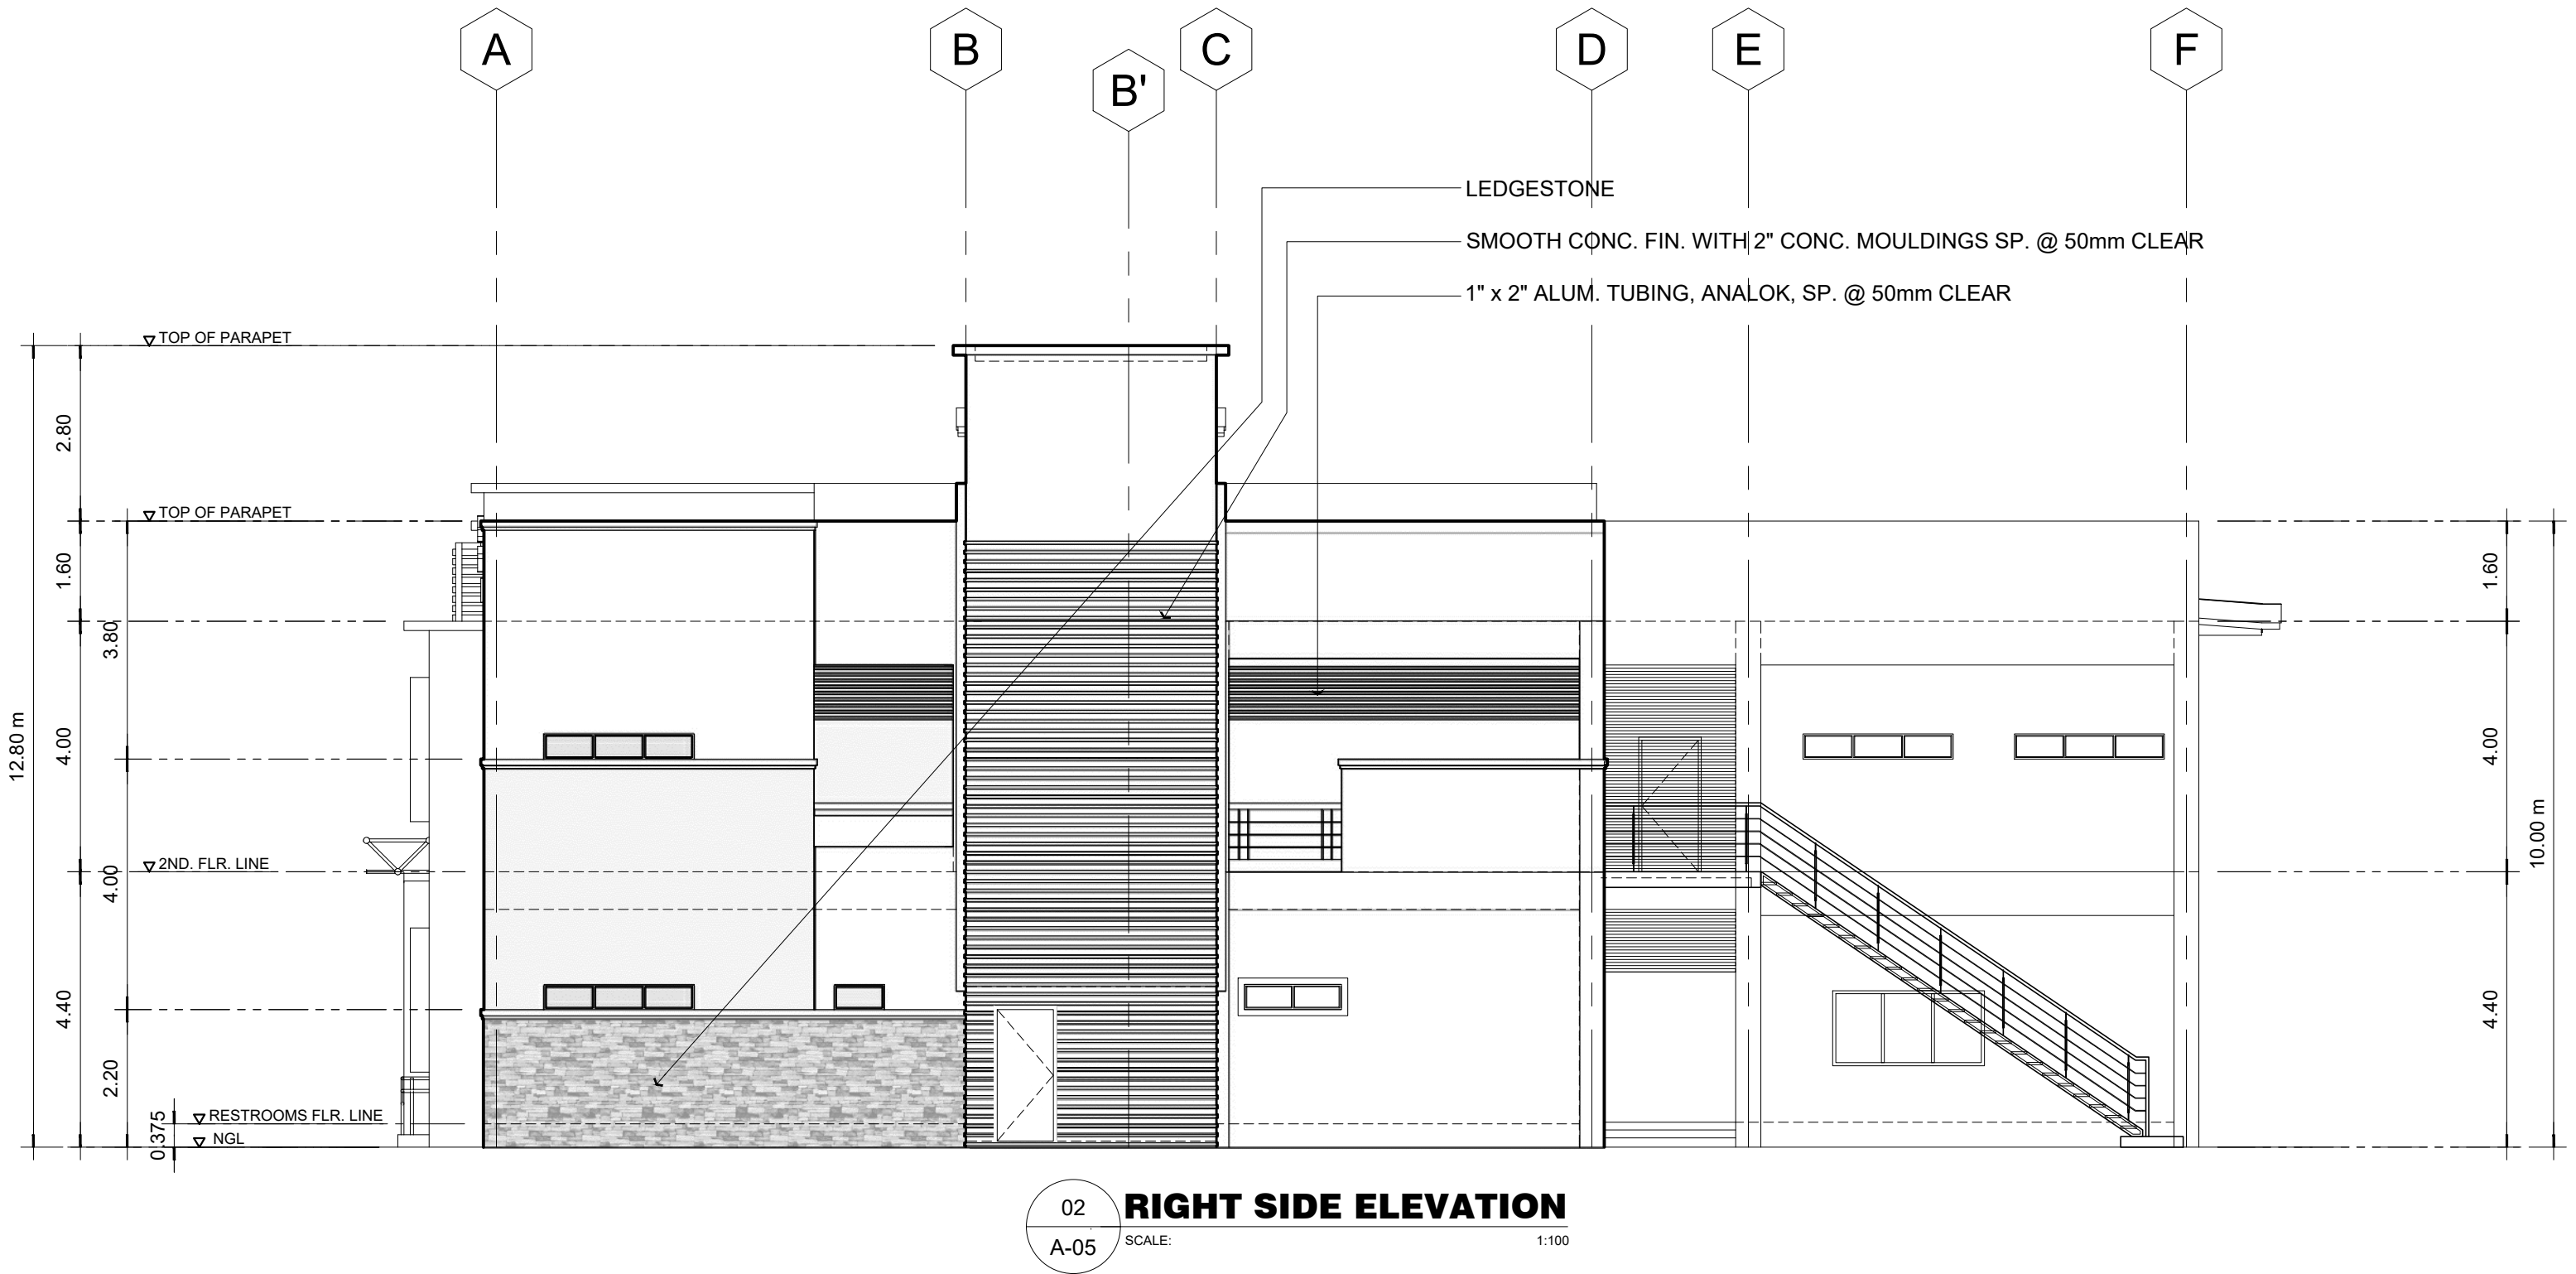 A
B
B'
C
D
E
F
LEDGESTONE
SMOOTH CONC. FIN. WITH 2" CONC. MOULDINGS SP. @ 50mm CLEAR
1" x 2" ALUM. TUBING, ANALOK, SP. @ 50mm CLEAR
TOP OF PARAPET
2.80
TOP OF PARAPET
1.60
3.80
12.80 m
4.00
2ND. FLR. LINE
4.00
4.40
2.20
RESTROOMS FLR. LINE
0.375
NGL
1.60
4.00
10.00 m
4.40
02
A-05
RIGHT SIDE ELEVATION
SCALE:
1:100